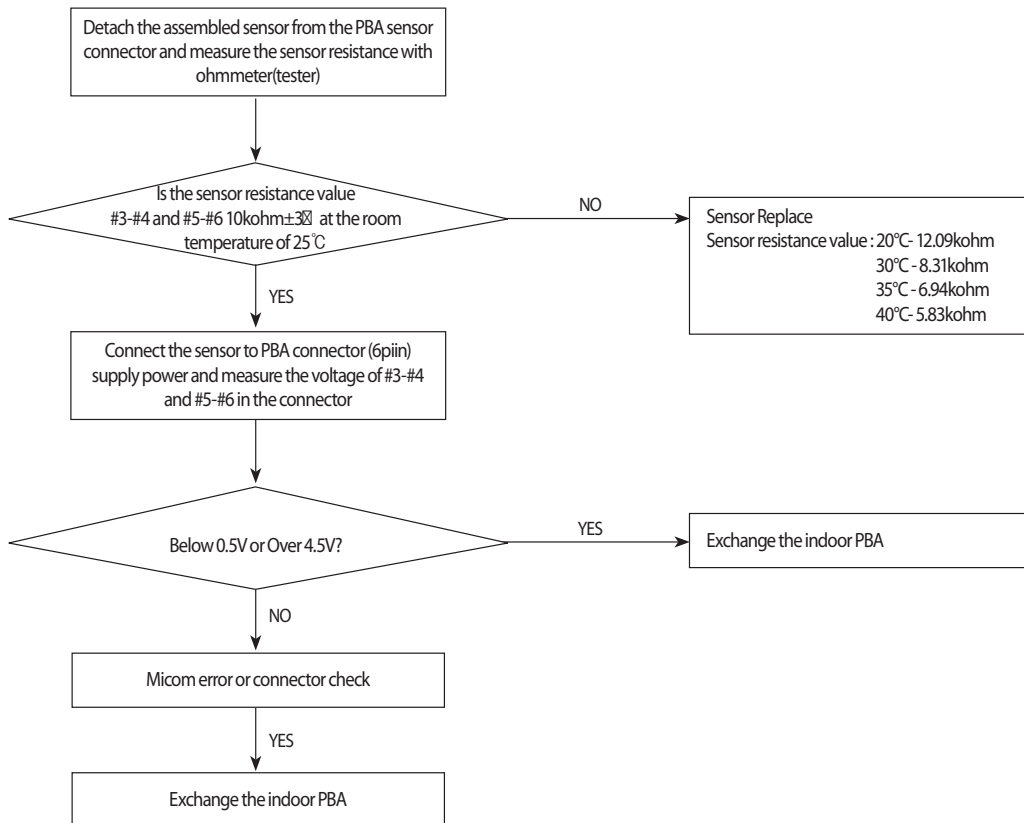 Detach the assembled sensor from the PBA sensor
connector and measure the sensor resistance with
ohmmeter(tester)
Is the sensor resistance value
#3-#4 and #5-#6 10kohm±3 at the room
temperature of 25℃
NO
Sensor Replace
Sensor resistance value : 20°C- 12.09kohm
30°C - 8.31kohm
35°C - 6.94kohm
40°C- 5.83kohm
YES
Connect the sensor to PBA connector (6piin)
supply power and measure the voltage of #3-#4
and #5-#6 in the connector
Below 0.5V or Over 4.5V?
YES
Exchange the indoor PBA
NO
Micom error or connector check
YES
Exchange the indoor PBA